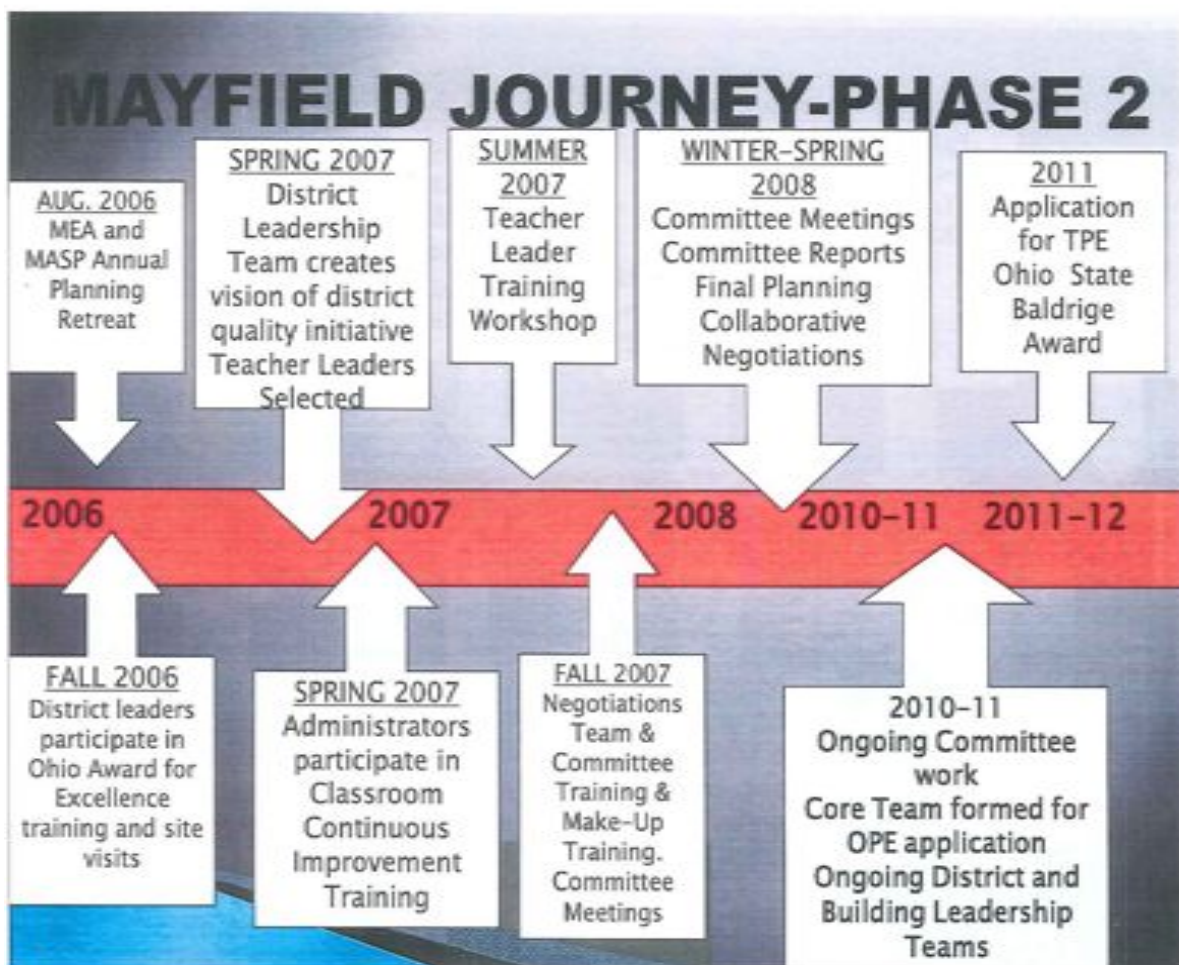 MAYFIELD JOURNEY-PHASE 2
AUG. 2006
MEA and
MASP Annual
Planning
Retreat
SPRING 2007
District
Leadership
Team creates
vision of district
quality initiative
Teacher Leaders
Selected
SUMMER
2007
Teacher
Leader
Training
Workshop
WINTER-SPRING
2008
Committee Meetings
Committee Reports
Final Planning
Collaborative
Negotiations
2011
Application
for TPE
Ohio State
Baldrige
Award
2006 2007 2008 2010-11 2011-12
FALL 2006
District leaders
participate in
Ohio Award for
Excellence
training and site
visits
SPRING 2007
Administrators
participate in
Classroom
Continuous
Improvement
Training
FALL 2007
Negotiations
Team &
Committee
Training &
Make-Up
Training.
Committee
Meetings
2010-11
Ongoing Committee
work
Core Team formed for
OPE application
Ongoing District and
Building Leadership
Teams